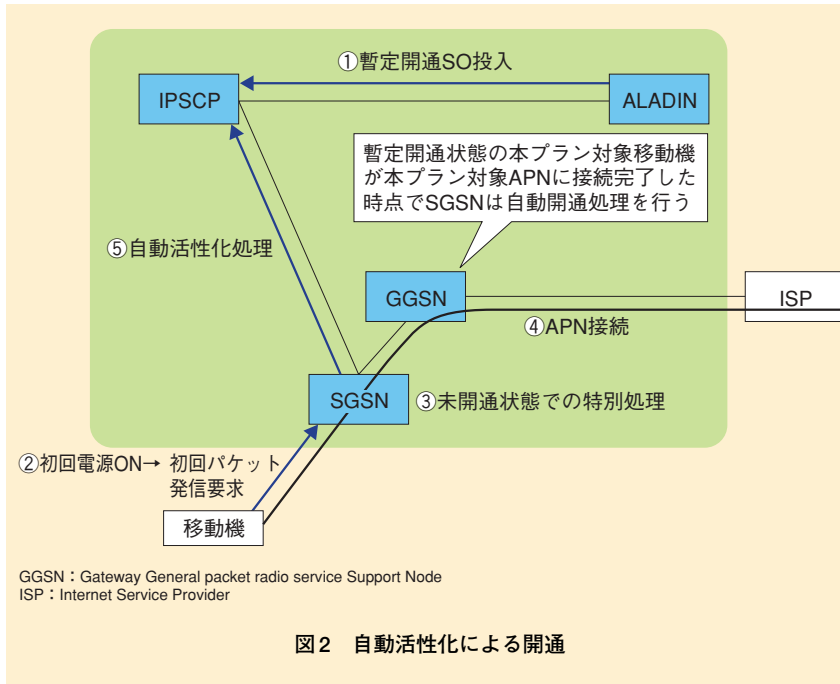 ①暫定開通SO投入
IPSCP
ALADIN
暫定開通状態の本プラン対象移動機
が本プラン対象APNに接続完了した
時点でSGSNは自動開通処理を行う
⑤自動活性化処理
GGSN
ISP
④APN接続
SGSN
③未開通状態での特別処理
②初回電源ON→ 初回パケット
発信要求
移動機
GGSN：Gateway General packet radio service Support Node
ISP：Internet Service Provider
図2 自動活性化による開通